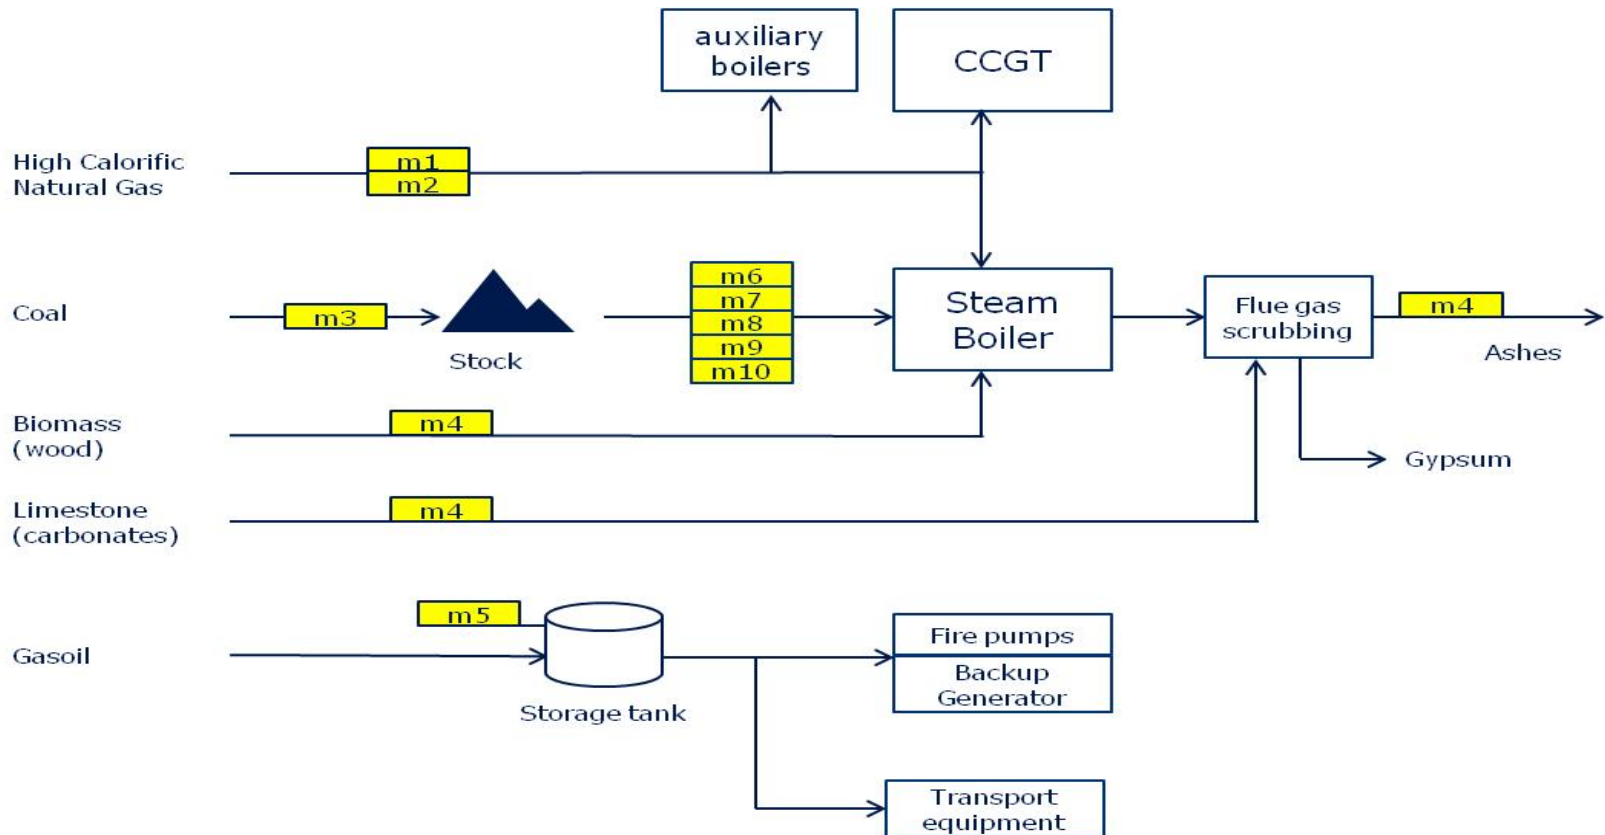 auxiliary
boilers
CCGT
High Calorific
Natural Gas
m1
m2
Coal
m3
Stock
m6
m7
m8
m9
m10
Steam
Boiler
Flue gas
scrubbing
m4
Ashes
Biomass
(wood)
m4
Gypsum
Limestone
(carbonates)
m4
Gasoil
m5
Storage tank
Fire pumps
Backup
Generator
Transport
equipment